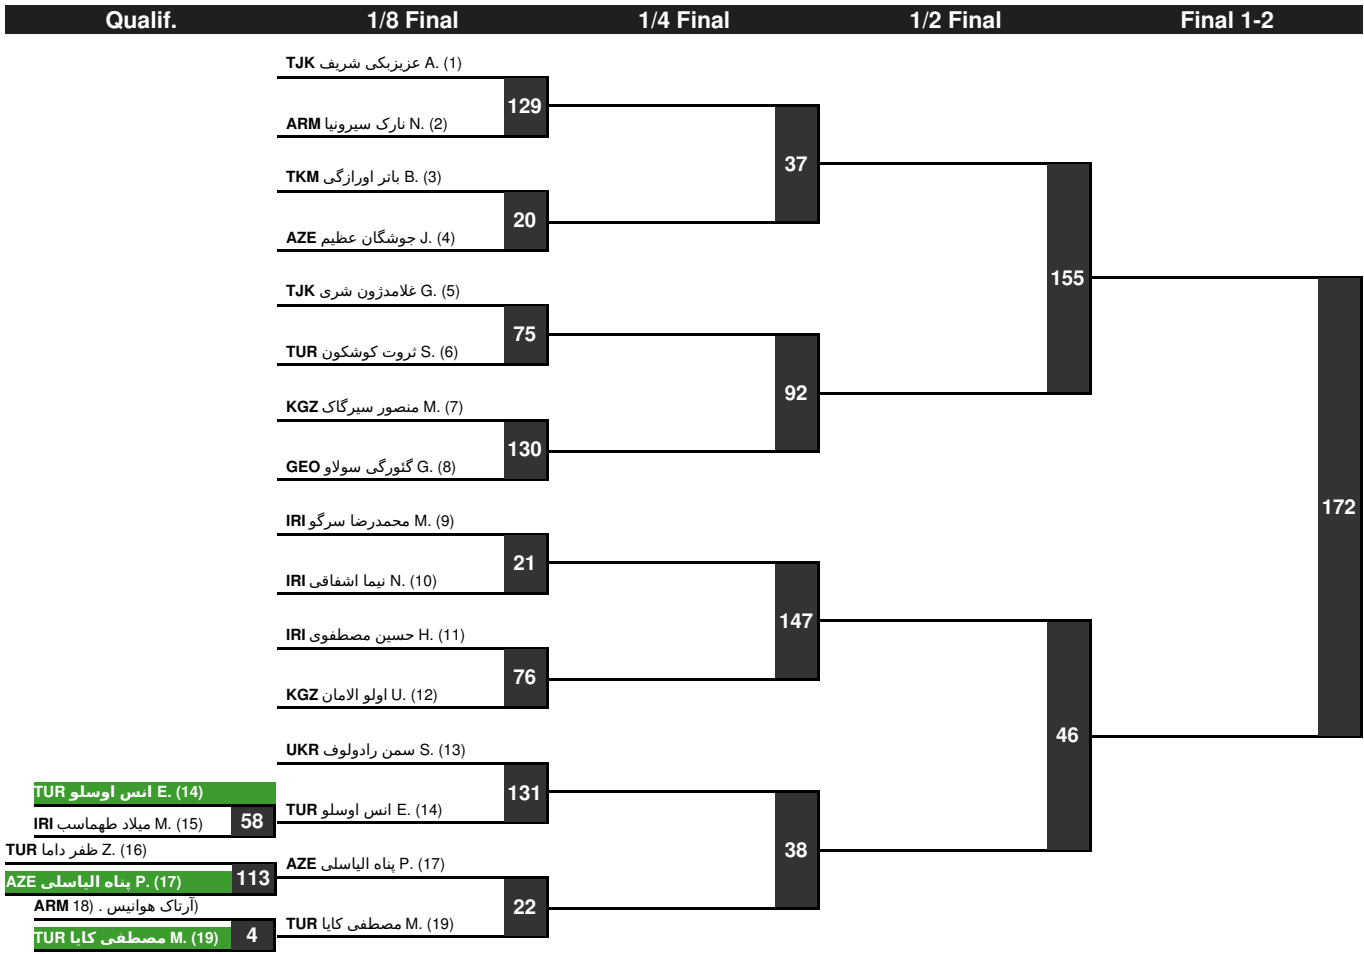 Qualif. 1/8 Final 1/4 Final 1/2 Final Final 1-2
TJK عزیزبکی شریف A. (1)
129
ARM نارک سیرونیا N. (2)
37
TKM باتر اورازگی B. (3)
20
AZE جوشگان عظیم J. (4)
155
TJK غلامدژون شری G. (5)
75
TUR ثروت کوشکون S. (6)
92
KGZ منصور سیرگاک M. (7)
130
GEO گئورگی سولاو G. (8)
172
IRI محمدرضا سرگو M. (9)
21
IRI نیما اشفاقی N. (10)
147
IRI حسین مصطفوی H. (11)
76
KGZ اولو الامان U. (12)
46
UKR سمن رادولوف S. (13)
TUR انس اوسلو E. (14)
131
TUR انس اوسلو E. (14)
IRI میلاد طهماسب M. (15)
58
TUR ظفر داما Z. (16)
38
AZE پناه الیاسلی P. (17)
113
AZE پناه الیاسلی P. (17)
ARM آرتاک هوانیس . (18)
22
TUR مصطفی کایا M. (19)
TUR مصطفی کایا M. (19)
4